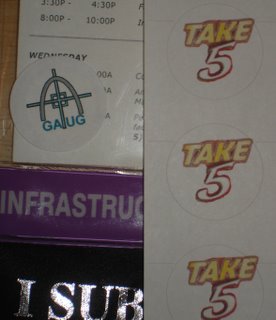 3:30P - 4:30P
8:00P - 10:00P
WEDNESDAY
GAUG
INFRASTRUC
I SUB
TAKE
5
TAKE
5
TAKE
5